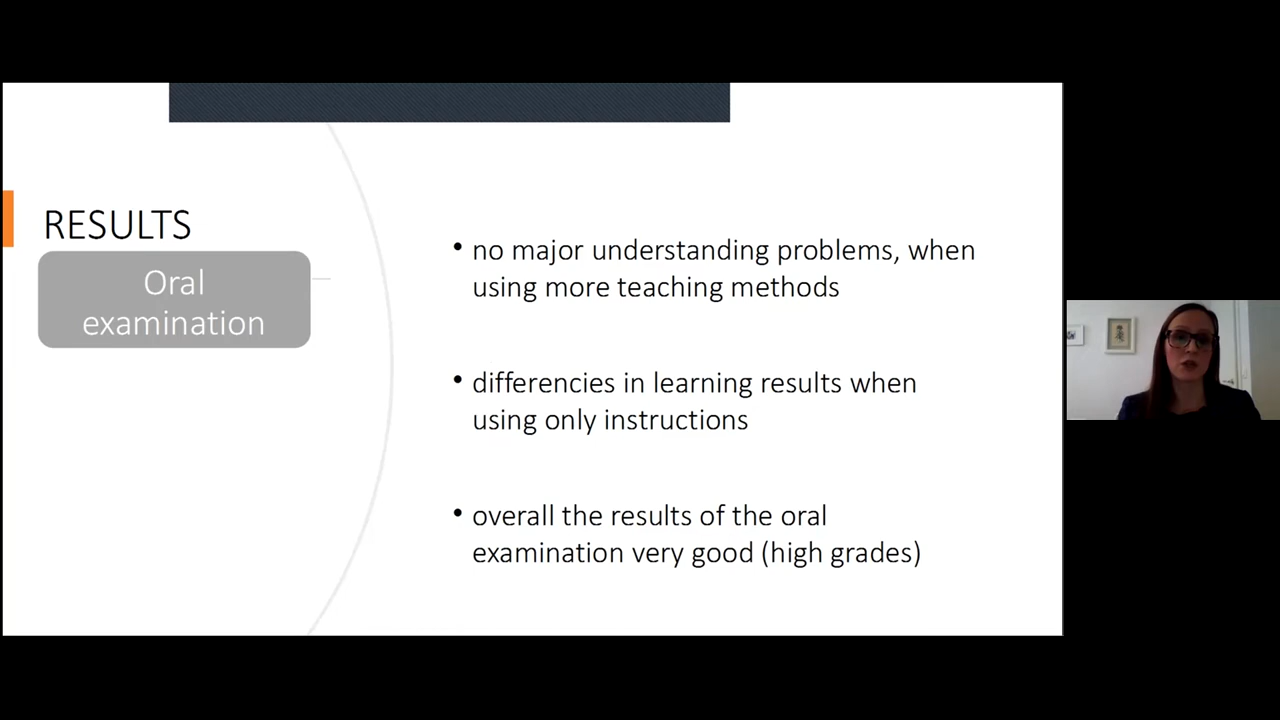 RESULTS
Oral
examination
• no major understanding problems, when
using more teaching methods
• differencies in learning results when
using only instructions
• overall the results of the oral
examination very good (high grades)